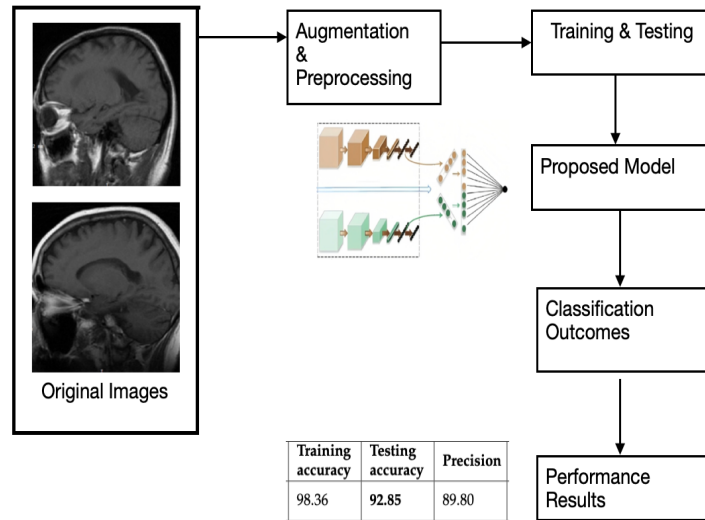 Original Images
Augmentation
&
Preprocessing
Training & Testing
Proposed Model
Classification
Outcomes
Performance
Results
Training accuracy Testing accuracy Precision
98.36 92.85 89.80